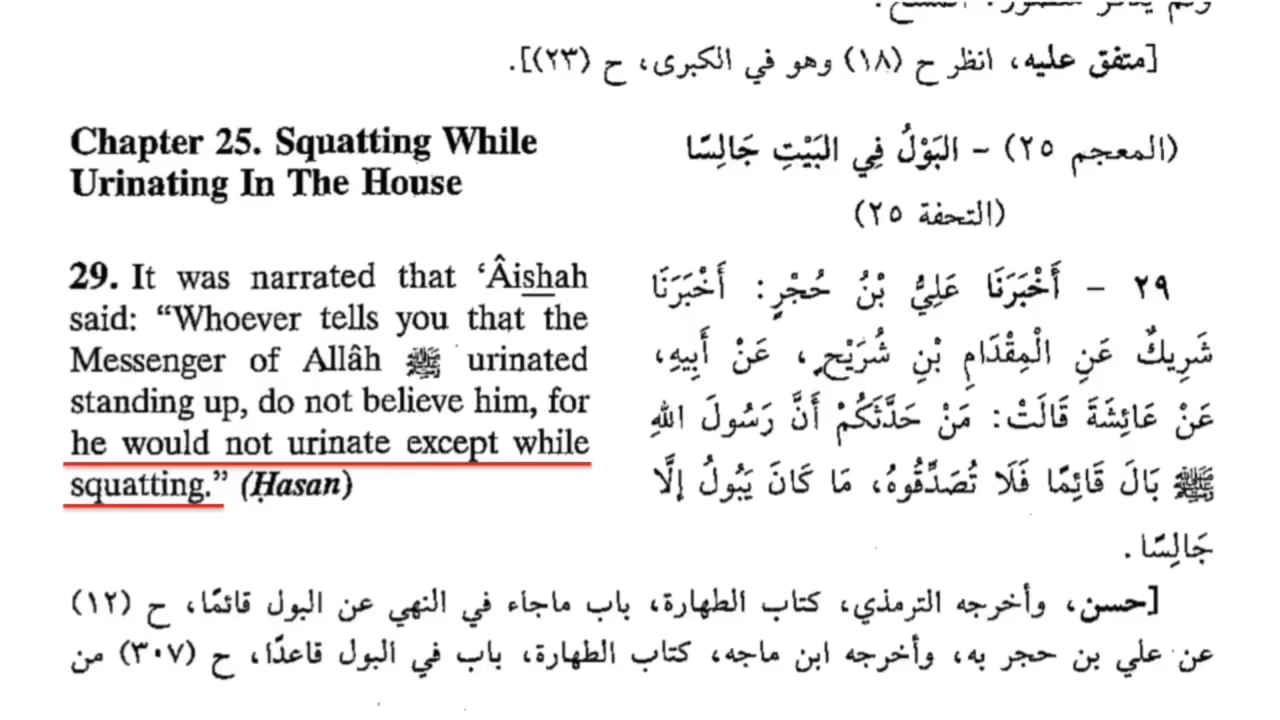 [متفق عليه، انظر ح (١٨) وهو في الكبرى، ح (٢٣)].
Chapter 25. Squatting While
Urinating In The House
(المعجم ٢٥) - البَوْلُ فِي البَيْتِ جَالِسًا
(التحفة ٢٥)
29. It was narrated that ‘Âishah
said: “Whoever tells you that the
Messenger of Allâh ﷺ urinated
standing up, do not believe him, for
he would not urinate except while
squatting.” (Ḥasan)
٢٩ - أَخْبَرَنَا عَلِيُّ بْنُ حُجْرٍ: أَخْبَرَنَا
شَرِيكٌ عَنِ الْمِقْدَامِ بْنِ شُرَيْحٍ، عَنْ أَبِيهِ،
عَنْ عَائِشَةَ قَالَتْ: مَنْ حَدَّثَكُمْ أَنَّ رَسُولَ اللهِ
ﷺ بَالَ قَائِمًا فَلَا تُصَدِّقُوهُ، مَا كَانَ يَبُولُ إِلَّا
جَالِسًا.
[حسن، وأخرجه الترمذي، كتاب الطهارة، باب ماجاء في النهي عن البول قائمًا، ح (١٢)
عن علي بن حجر به، وأخرجه ابن ماجه، كتاب الطهارة، باب في البول قاعدًا، ح (٣٠٧) من